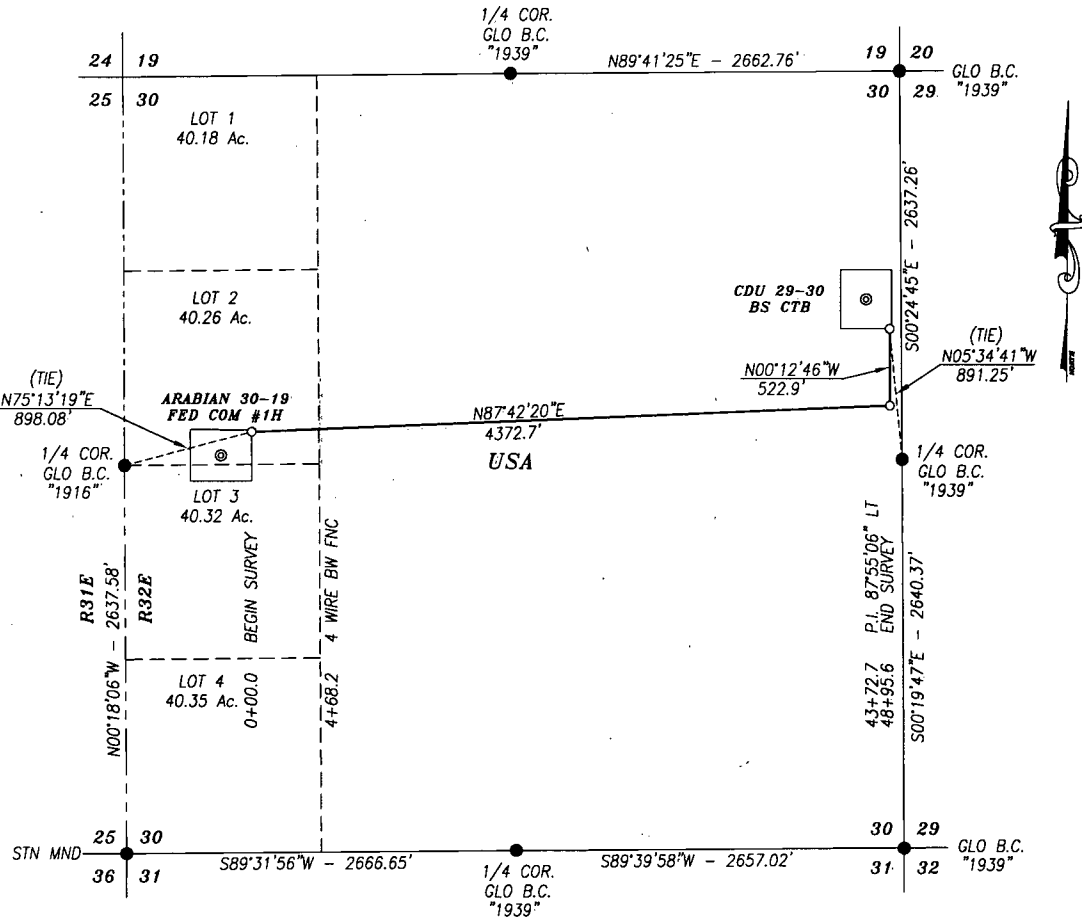 1/4 COR.
GLO B.C.
"1939"
24 19
25 30
N89°41'25"E - 2662.76'
19 20
30 29
GLO B.C.
"1939"
LOT 1
40.18 Ac.
S00°24'45"E - 2637.26'
NORTH
LOT 2
40.26 Ac.
CDU 29-30
BS CTB
(TIE)
N05°34'41"W
891.25'
N00°12'46"W
522.9'
(TIE)
N75°13'19"E
898.08'
ARABIAN 30-19
FED COM #1H
N87°42'20"E
4372.7'
USA
1/4 COR.
GLO B.C.
"1916"
1/4 COR.
GLO B.C.
"1939"
LOT 3
40.32 Ac.
R31E
R32E
N00°18'06"W - 2637.58'
0+00.0 BEGIN SURVEY
4+68.2 4 WIRE BW FNC
43+72.7 P.I. 87°55'06" LT
48+95.6 END SURVEY
S00°19'47"E - 2640.37'
LOT 4
40.35 Ac.
STN MND
25 30
36 31
S89°31'56"W - 2666.65'
1/4 COR.
GLO B.C.
"1939"
S89°39'58"W - 2657.02'
30 29
31 32
GLO B.C.
"1939"